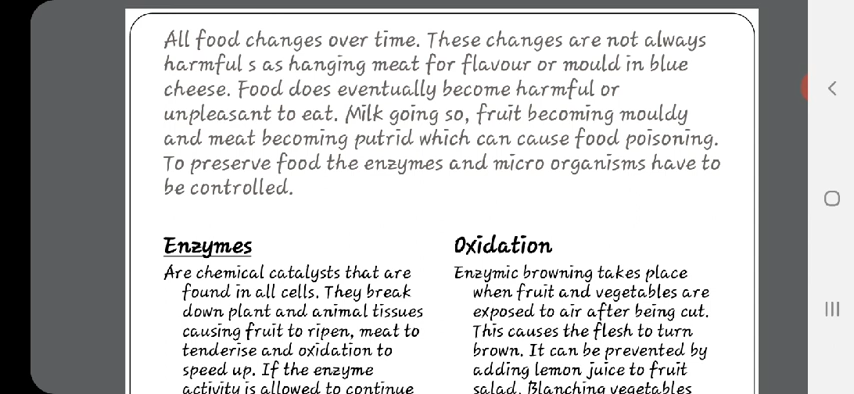 All food changes over time. These changes are not always
harmful s as hanging meat for flavour or mould in blue
cheese. Food does eventually become harmful or
unpleasant to eat. Milk going so, fruit becoming mouldy
and meat becoming putrid which can cause food poisoning.
To preserve food the enzymes and micro organisms have to
be controlled.
Enzymes
Are chemical catalysts that are
found in all cells. They break
down plant and animal tissues
causing fruit to ripen, meat to
tenderise and oxidation to
speed up. If the enzyme
activity is allowed to continue
Oxidation
Enzymic browning takes place
when fruit and vegetables are
exposed to air after being cut.
This causes the flesh to turn
brown. It can be prevented by
adding lemon juice to fruit
salad. Blanching vegetables